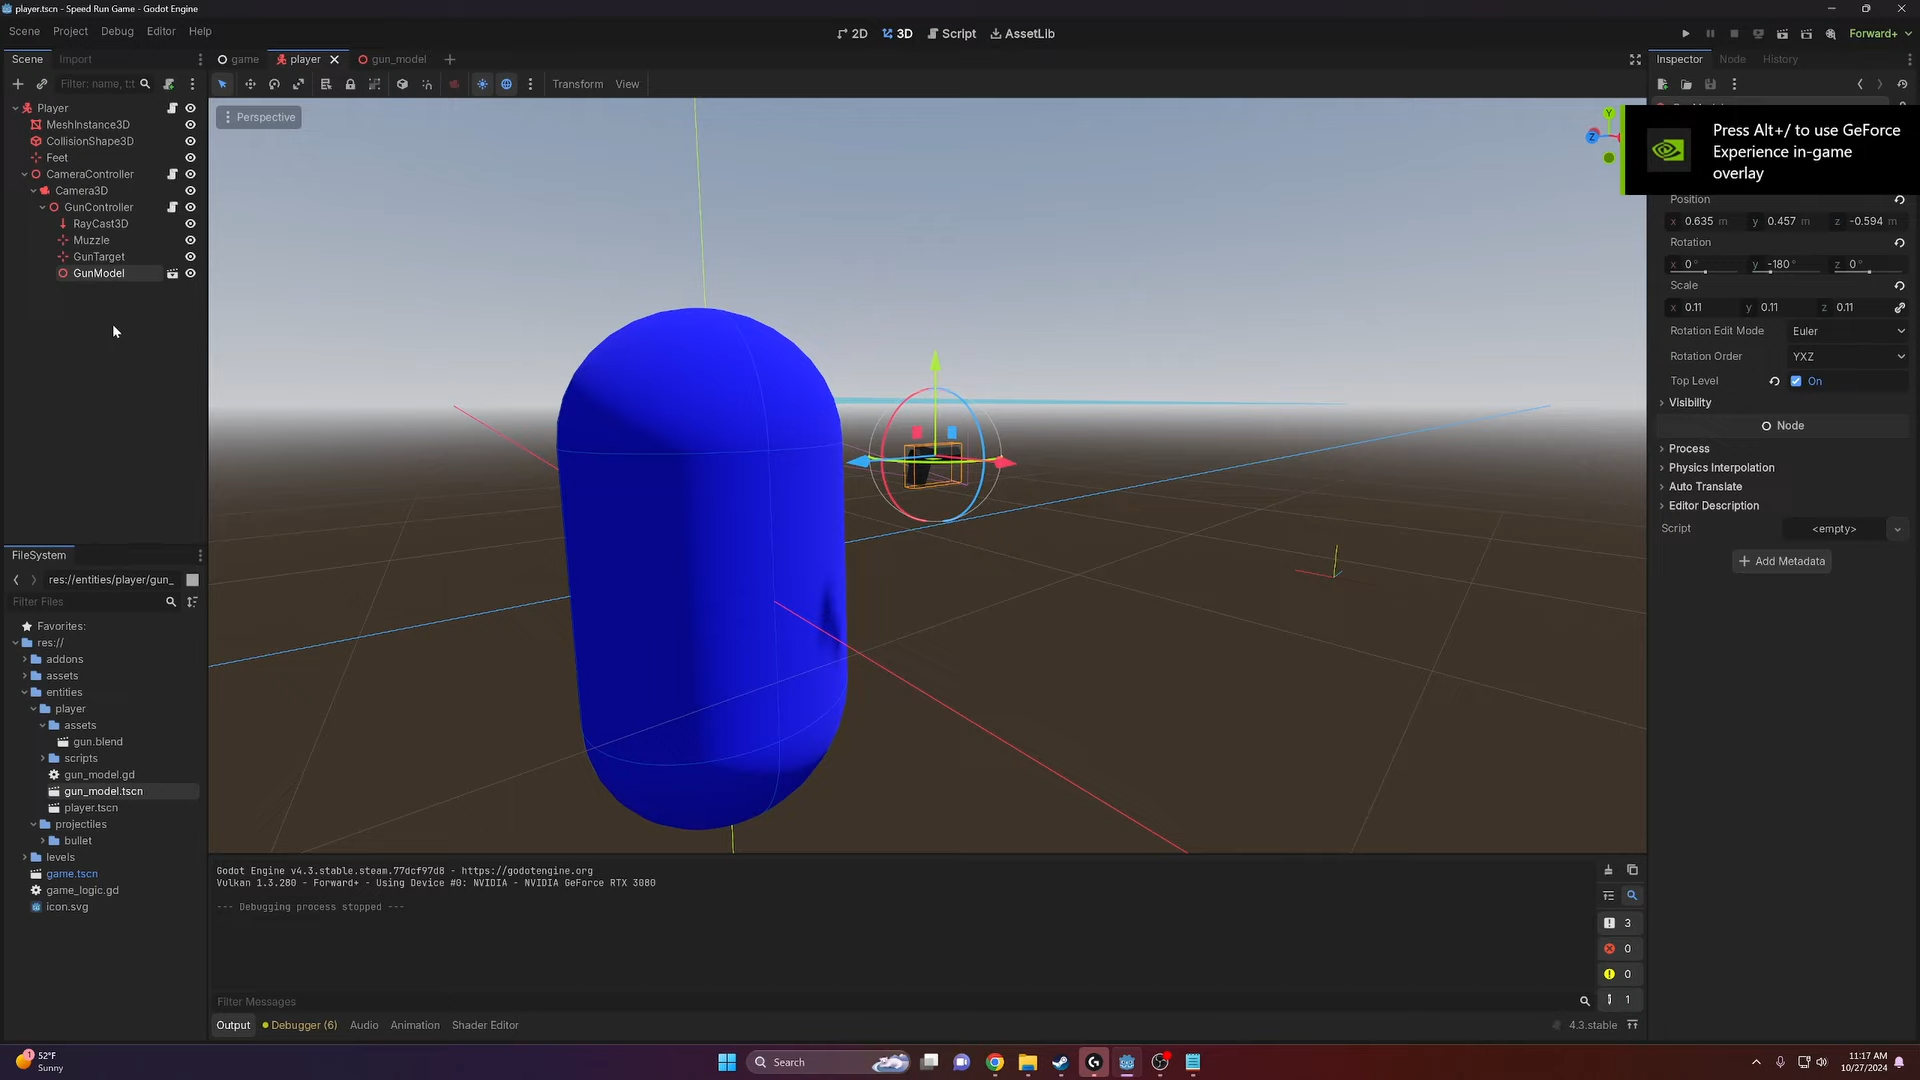 player.tscn - Speed Run Game - Godot Engine
Scene Project Debug Editor Help
2D 3D Script AssetLib
Forward+
Scene Import
game player gun_model
Inspector Node History
Filter: name, t:t
Transform View
Perspective
Player
MeshInstance3D
CollisionShape3D
Feet
CameraController
Camera3D
GunController
RayCast3D
Muzzle
GunTarget
GunModel
Y
Z
Press Alt+/ to use GeForce
Experience in-game
overlay
Position
x 0.635 m y 0.457 m z -0.594 m
Rotation
x 0° y -180° z 0°
Scale
x 0.11 y 0.11 z 0.11
Rotation Edit Mode Euler
Rotation Order YXZ
Top Level On
Visibility
Node
Process
Physics Interpolation
Auto Translate
Editor Description
Script <empty>
Add Metadata
FileSystem
res://entities/player/gun_
Filter Files
Favorites:
res://
addons
assets
entities
player
assets
gun.blend
scripts
gun_model.gd
gun_model.tscn
player.tscn
projectiles
bullet
levels
game.tscn
game_logic.gd
icon.svg
Godot Engine v4.3.stable.steam.77dcf97d8 - https://godotengine.org
Vulkan 1.3.280 - Forward+ - Using Device #0: NVIDIA - NVIDIA GeForce RTX 3080
--- Debugging process stopped ---
3
0
0
1
Filter Messages
Output Debugger (6) Audio Animation Shader Editor
4.3.stable
1
52°F
Sunny
Search
11:17 AM
10/27/2024